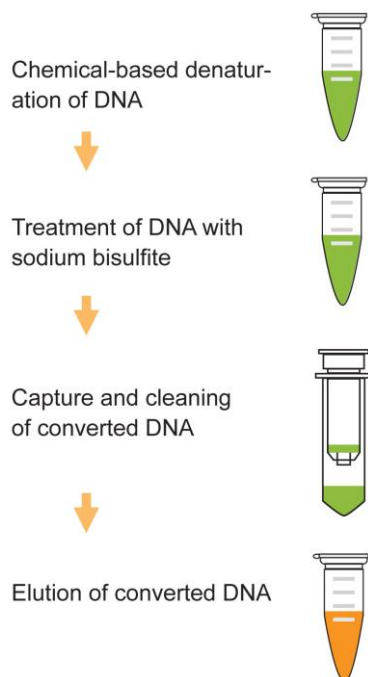 Chemical-based denatur-
ation of DNA
Treatment of DNA with
sodium bisulfite
Capture and cleaning
of converted DNA
Elution of converted DNA